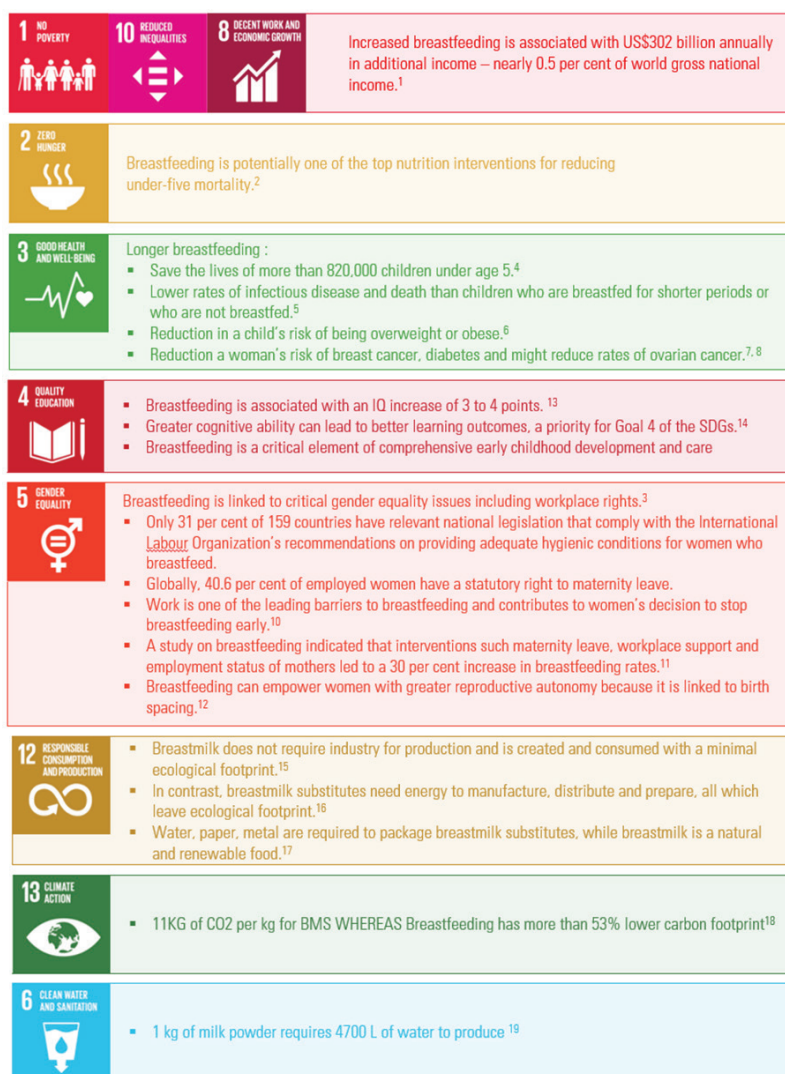 1 NO
POVERTY
10 REDUCED
INEQUALITIES
8 DECENT WORK AND
ECONOMIC GROWTH
Increased breastfeeding is associated with US$302 billion annually
in additional income – nearly 0.5 per cent of world gross national
income.1
2 ZERO
HUNGER
Breastfeeding is potentially one of the top nutrition interventions for reducing
under-five mortality.2
3 GOOD HEALTH
AND WELL-BEING
Longer breastfeeding :
▪ Save the lives of more than 820,000 children under age 5.4
▪ Lower rates of infectious disease and death than children who are breastfed for shorter periods or
who are not breastfed.5
▪ Reduction in a child's risk of being overweight or obese.6
▪ Reduction a woman's risk of breast cancer, diabetes and might reduce rates of ovarian cancer.7, 8
4 QUALITY
EDUCATION
▪ Breastfeeding is associated with an IQ increase of 3 to 4 points. 13
▪ Greater cognitive ability can lead to better learning outcomes, a priority for Goal 4 of the SDGs.14
▪ Breastfeeding is a critical element of comprehensive early childhood development and care
5 GENDER
EQUALITY
Breastfeeding is linked to critical gender equality issues including workplace rights.3
▪ Only 31 per cent of 159 countries have relevant national legislation that comply with the International
Labour Organization's recommendations on providing adequate hygienic conditions for women who
breastfeed.
▪ Globally, 40.6 per cent of employed women have a statutory right to maternity leave.
▪ Work is one of the leading barriers to breastfeeding and contributes to women's decision to stop
breastfeeding early.10
▪ A study on breastfeeding indicated that interventions such maternity leave, workplace support and
employment status of mothers led to a 30 per cent increase in breastfeeding rates.11
▪ Breastfeeding can empower women with greater reproductive autonomy because it is linked to birth
spacing.12
12 RESPONSIBLE
CONSUMPTION
AND PRODUCTION
▪ Breastmilk does not require industry for production and is created and consumed with a minimal
ecological footprint.15
▪ In contrast, breastmilk substitutes need energy to manufacture, distribute and prepare, all which
leave ecological footprint.16
▪ Water, paper, metal are required to package breastmilk substitutes, while breastmilk is a natural
and renewable food.17
13 CLIMATE
ACTION
▪ 11KG of CO2 per kg for BMS WHEREAS Breastfeeding has more than 53% lower carbon footprint18
6 CLEAN WATER
AND SANITATION
▪ 1 kg of milk powder requires 4700 L of water to produce 19